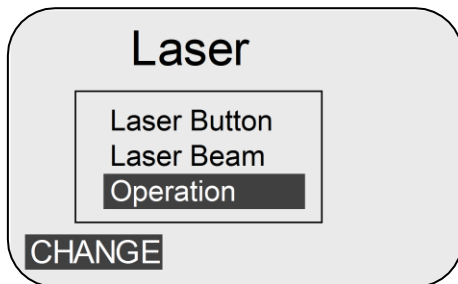 Laser
Laser Button
Laser Beam
Operation
CHANGE